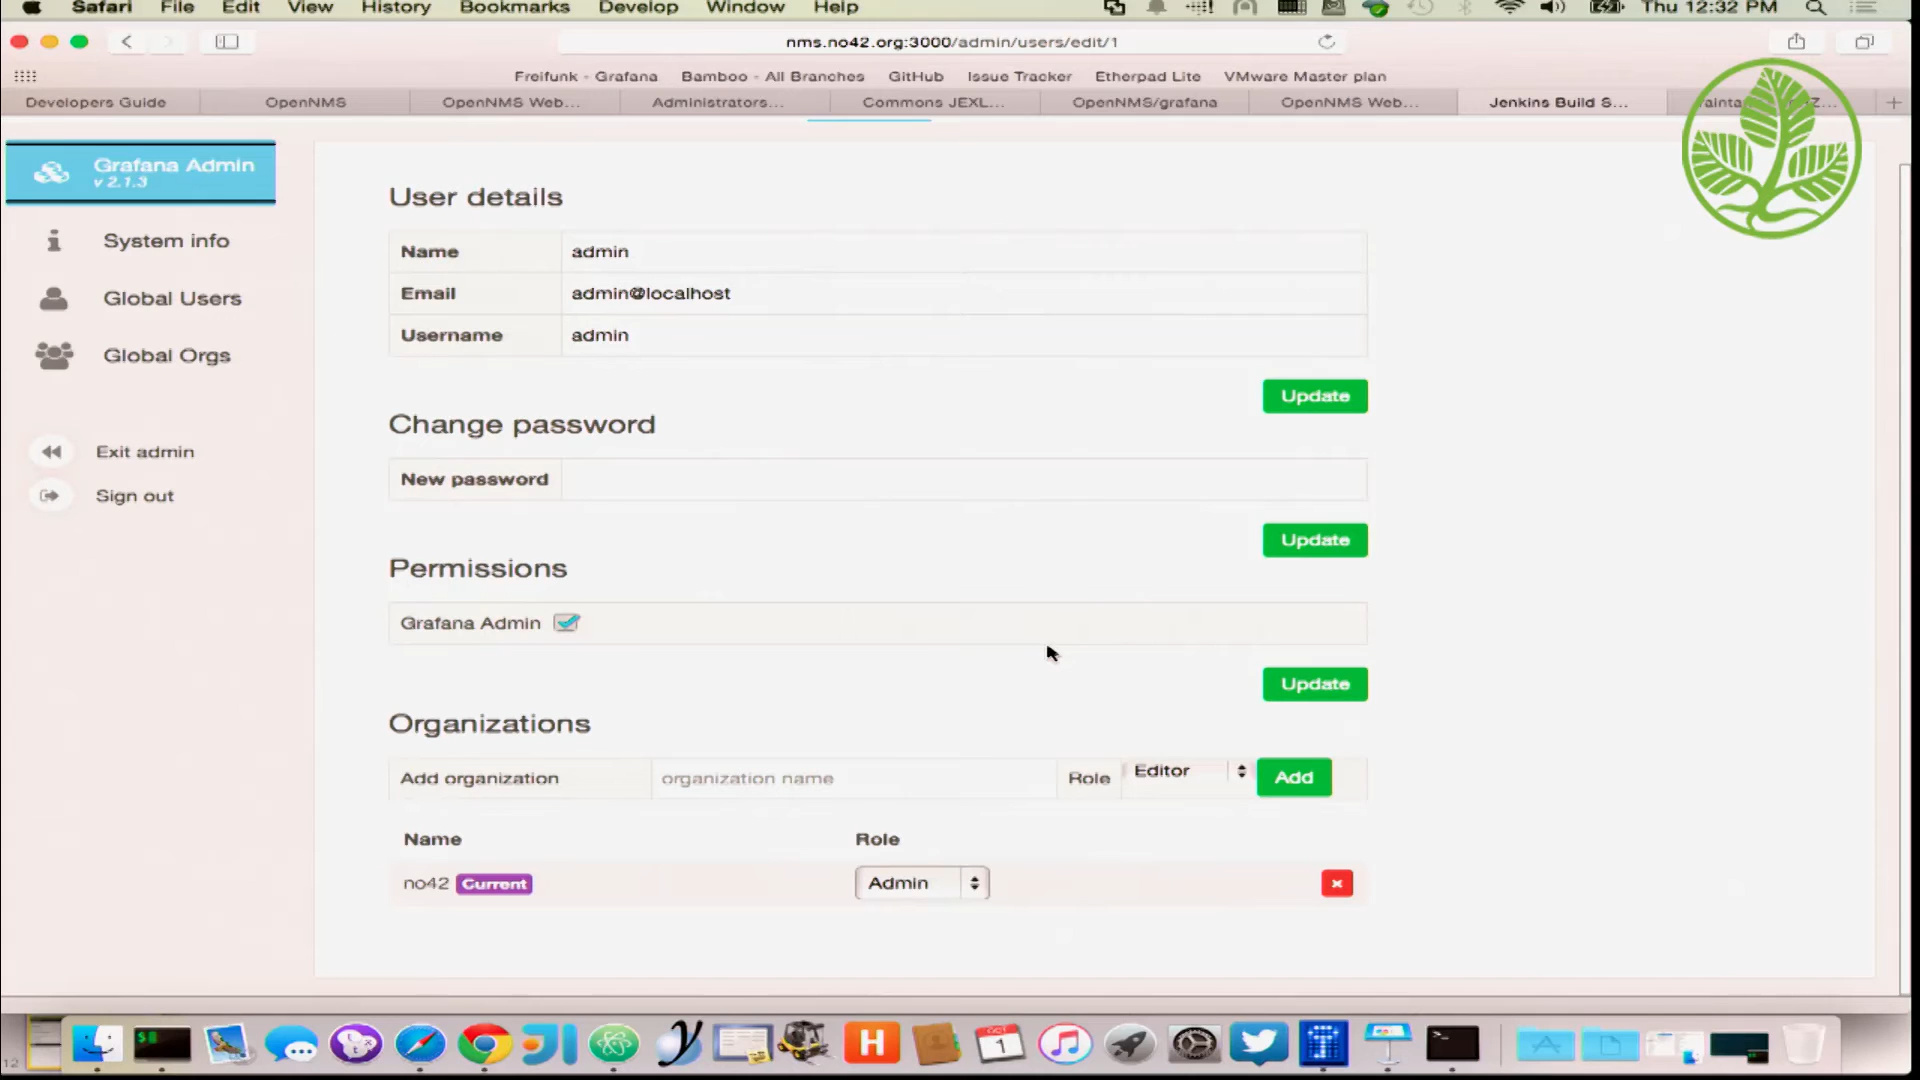 Safari File Edit View History Bookmarks Develop Window Help Thu 12:32 PM
nms.no42.org:3000/admin/users/edit/1
Freifunk - Grafana Bamboo - All Branches GitHub Issue Tracker Etherpad Lite VMware Master plan
Developers Guide OpenNMS OpenNMS Web... Administrators... Commons JEXL... OpenNMS/grafana OpenNMS Web... Jenkins Build S...
Grafana Admin
v 2.1.3
System info
Global Users
Global Orgs
Exit admin
Sign out
User details
Name admin
Email admin@localhost
Username admin
Update
Change password
New password
Update
Permissions
Grafana Admin
Update
Organizations
Add organization organization name Role Editor Add
Name Role
no42 Current Admin
OCT
1
12